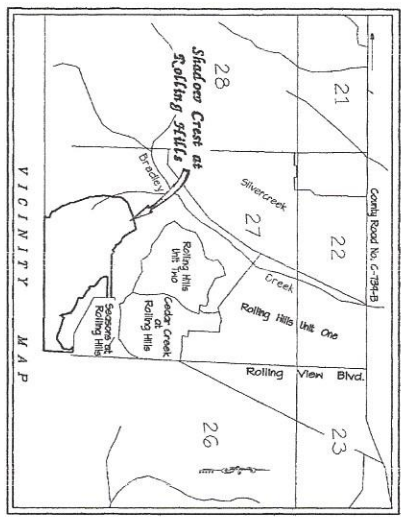 21
22
23
28
27
26
County Road No. C-734-B
Shadow Crest at
Rolling Hills
Bradley
Creek
Silvercreek
Rolling Hills Unit One
Rolling View Blvd.
Rolling Hills
Unit Two
Cedar Creek
at
Rolling Hills
Seasons at
Rolling Hills
VICINITY MAP